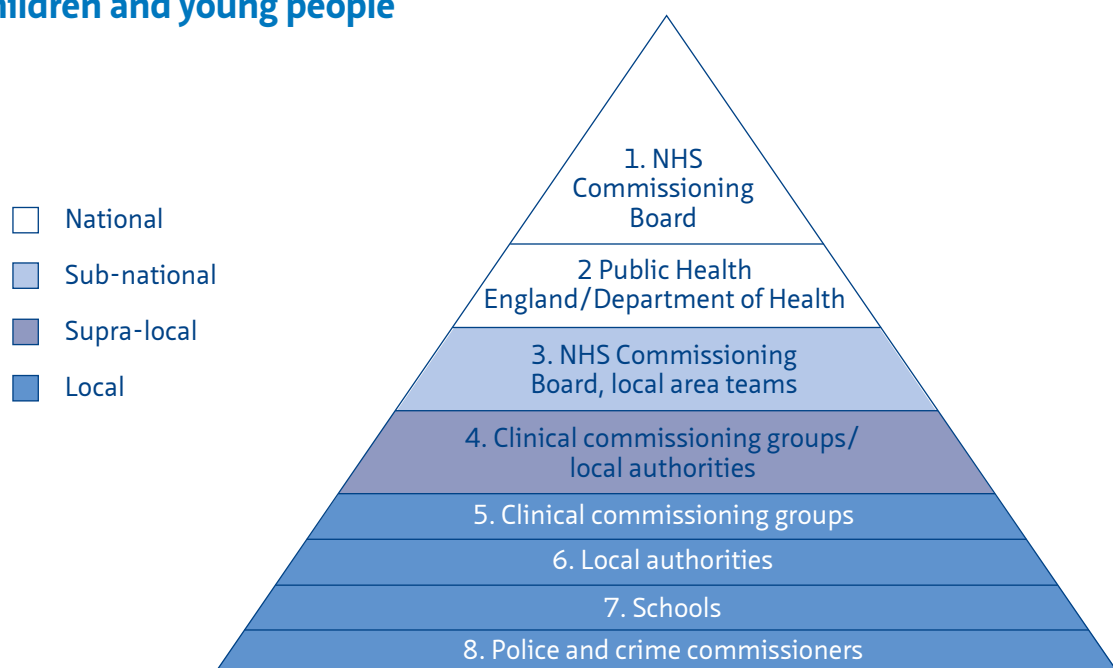 children and young people
1. NHS
Commissioning
Board
2 Public Health
England/Department of Health
3. NHS Commissioning
Board, local area teams
4. Clinical commissioning groups/
local authorities
5. Clinical commissioning groups
6. Local authorities
7. Schools
8. Police and crime commissioners
National
Sub-national
Supra-local
Local